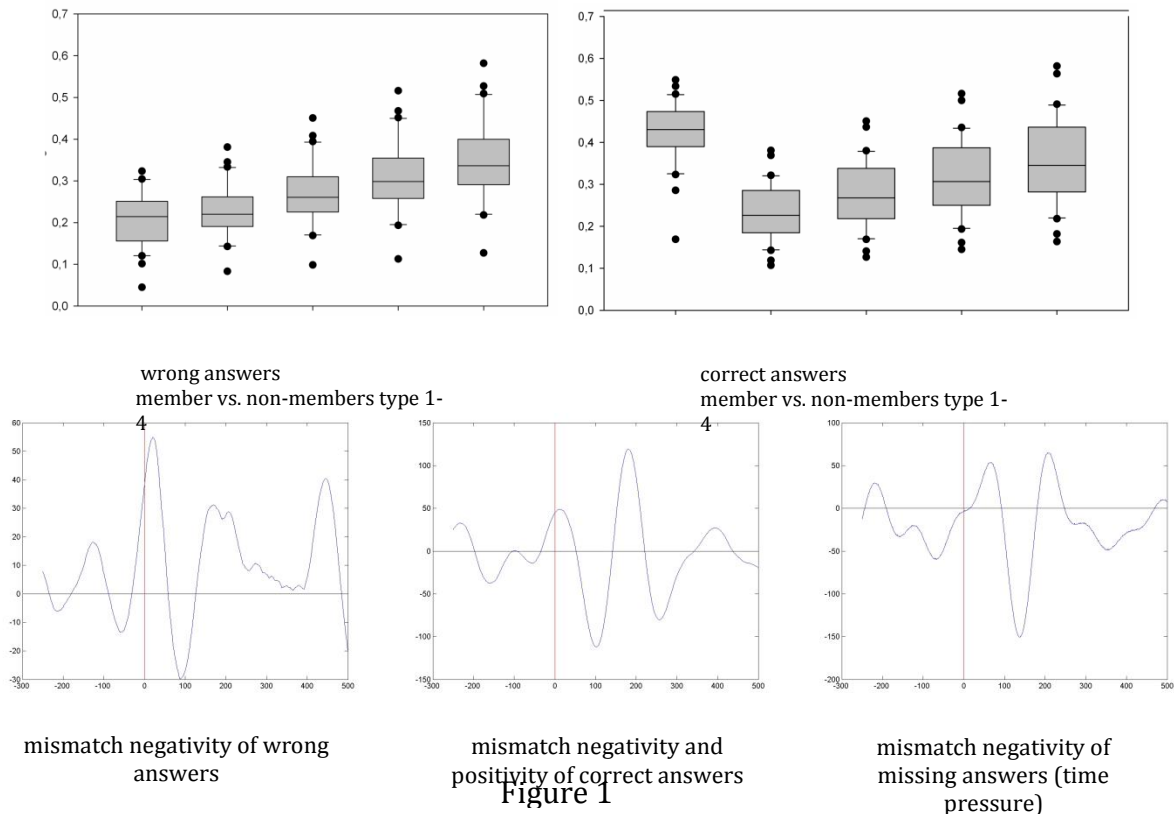 0,7
0,6
0,5
0,4
0,3
0,2
0,1
0,0
0,7
0,6
0,5
0,4
0,3
0,2
0,1
0,0
wrong answers
member vs. non-members type 1-
4
correct answers
member vs. non-members type 1-
4
60
50
40
30
20
10
0
-10
-20
-30
-300 -200 -100 0 100 200 300 400 500
150
100
50
0
-50
-100
-150
-300 -200 -100 0 100 200 300 400 500
100
50
0
-50
-100
-150
-200
-300 -200 -100 0 100 200 300 400 500
mismatch negativity of wrong
answers
mismatch negativity and
positivity of correct answers
mismatch negativity of
missing answers (time
pressure)
Figure 1